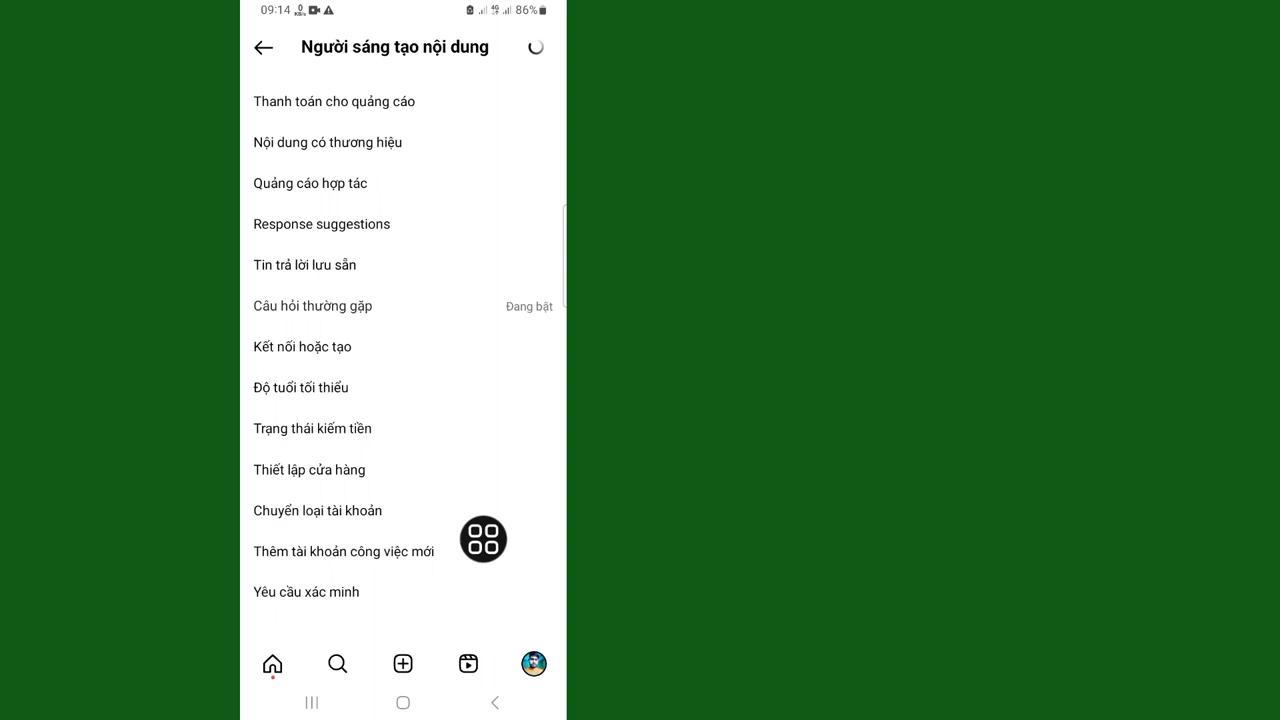 09:14 0 KB/s 4G 86%
Người sáng tạo nội dung
Thanh toán cho quảng cáo
Nội dung có thương hiệu
Quảng cáo hợp tác
Response suggestions
Tin trả lời lưu sẵn
Câu hỏi thường gặp Đang bật
Kết nối hoặc tạo
Độ tuổi tối thiểu
Trạng thái kiếm tiền
Thiết lập cửa hàng
Chuyển loại tài khoản
Thêm tài khoản công việc mới
Yêu cầu xác minh